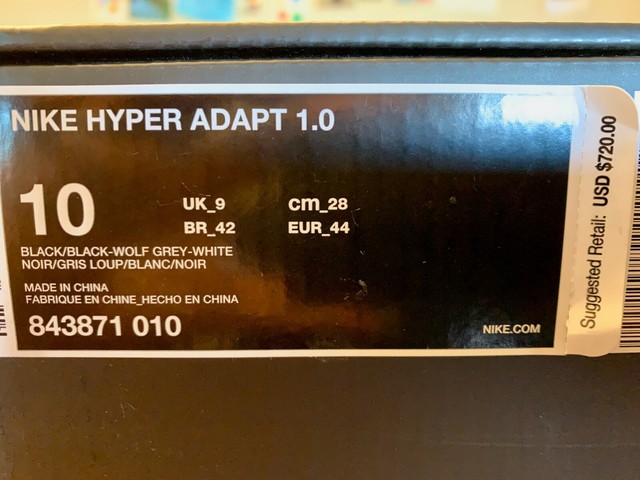 NIKE HYPER ADAPT 1.0
10
UK_9 cm_28
BR_42 EUR_44
BLACK/BLACK-WOLF GREY-WHITE
NOIR/GRIS LOUP/BLANC/NOIR
MADE IN CHINA
FABRIQUE EN CHINE_HECHO EN CHINA
843871 010
NIKE.COM
Suggested Retail: USD $720.00